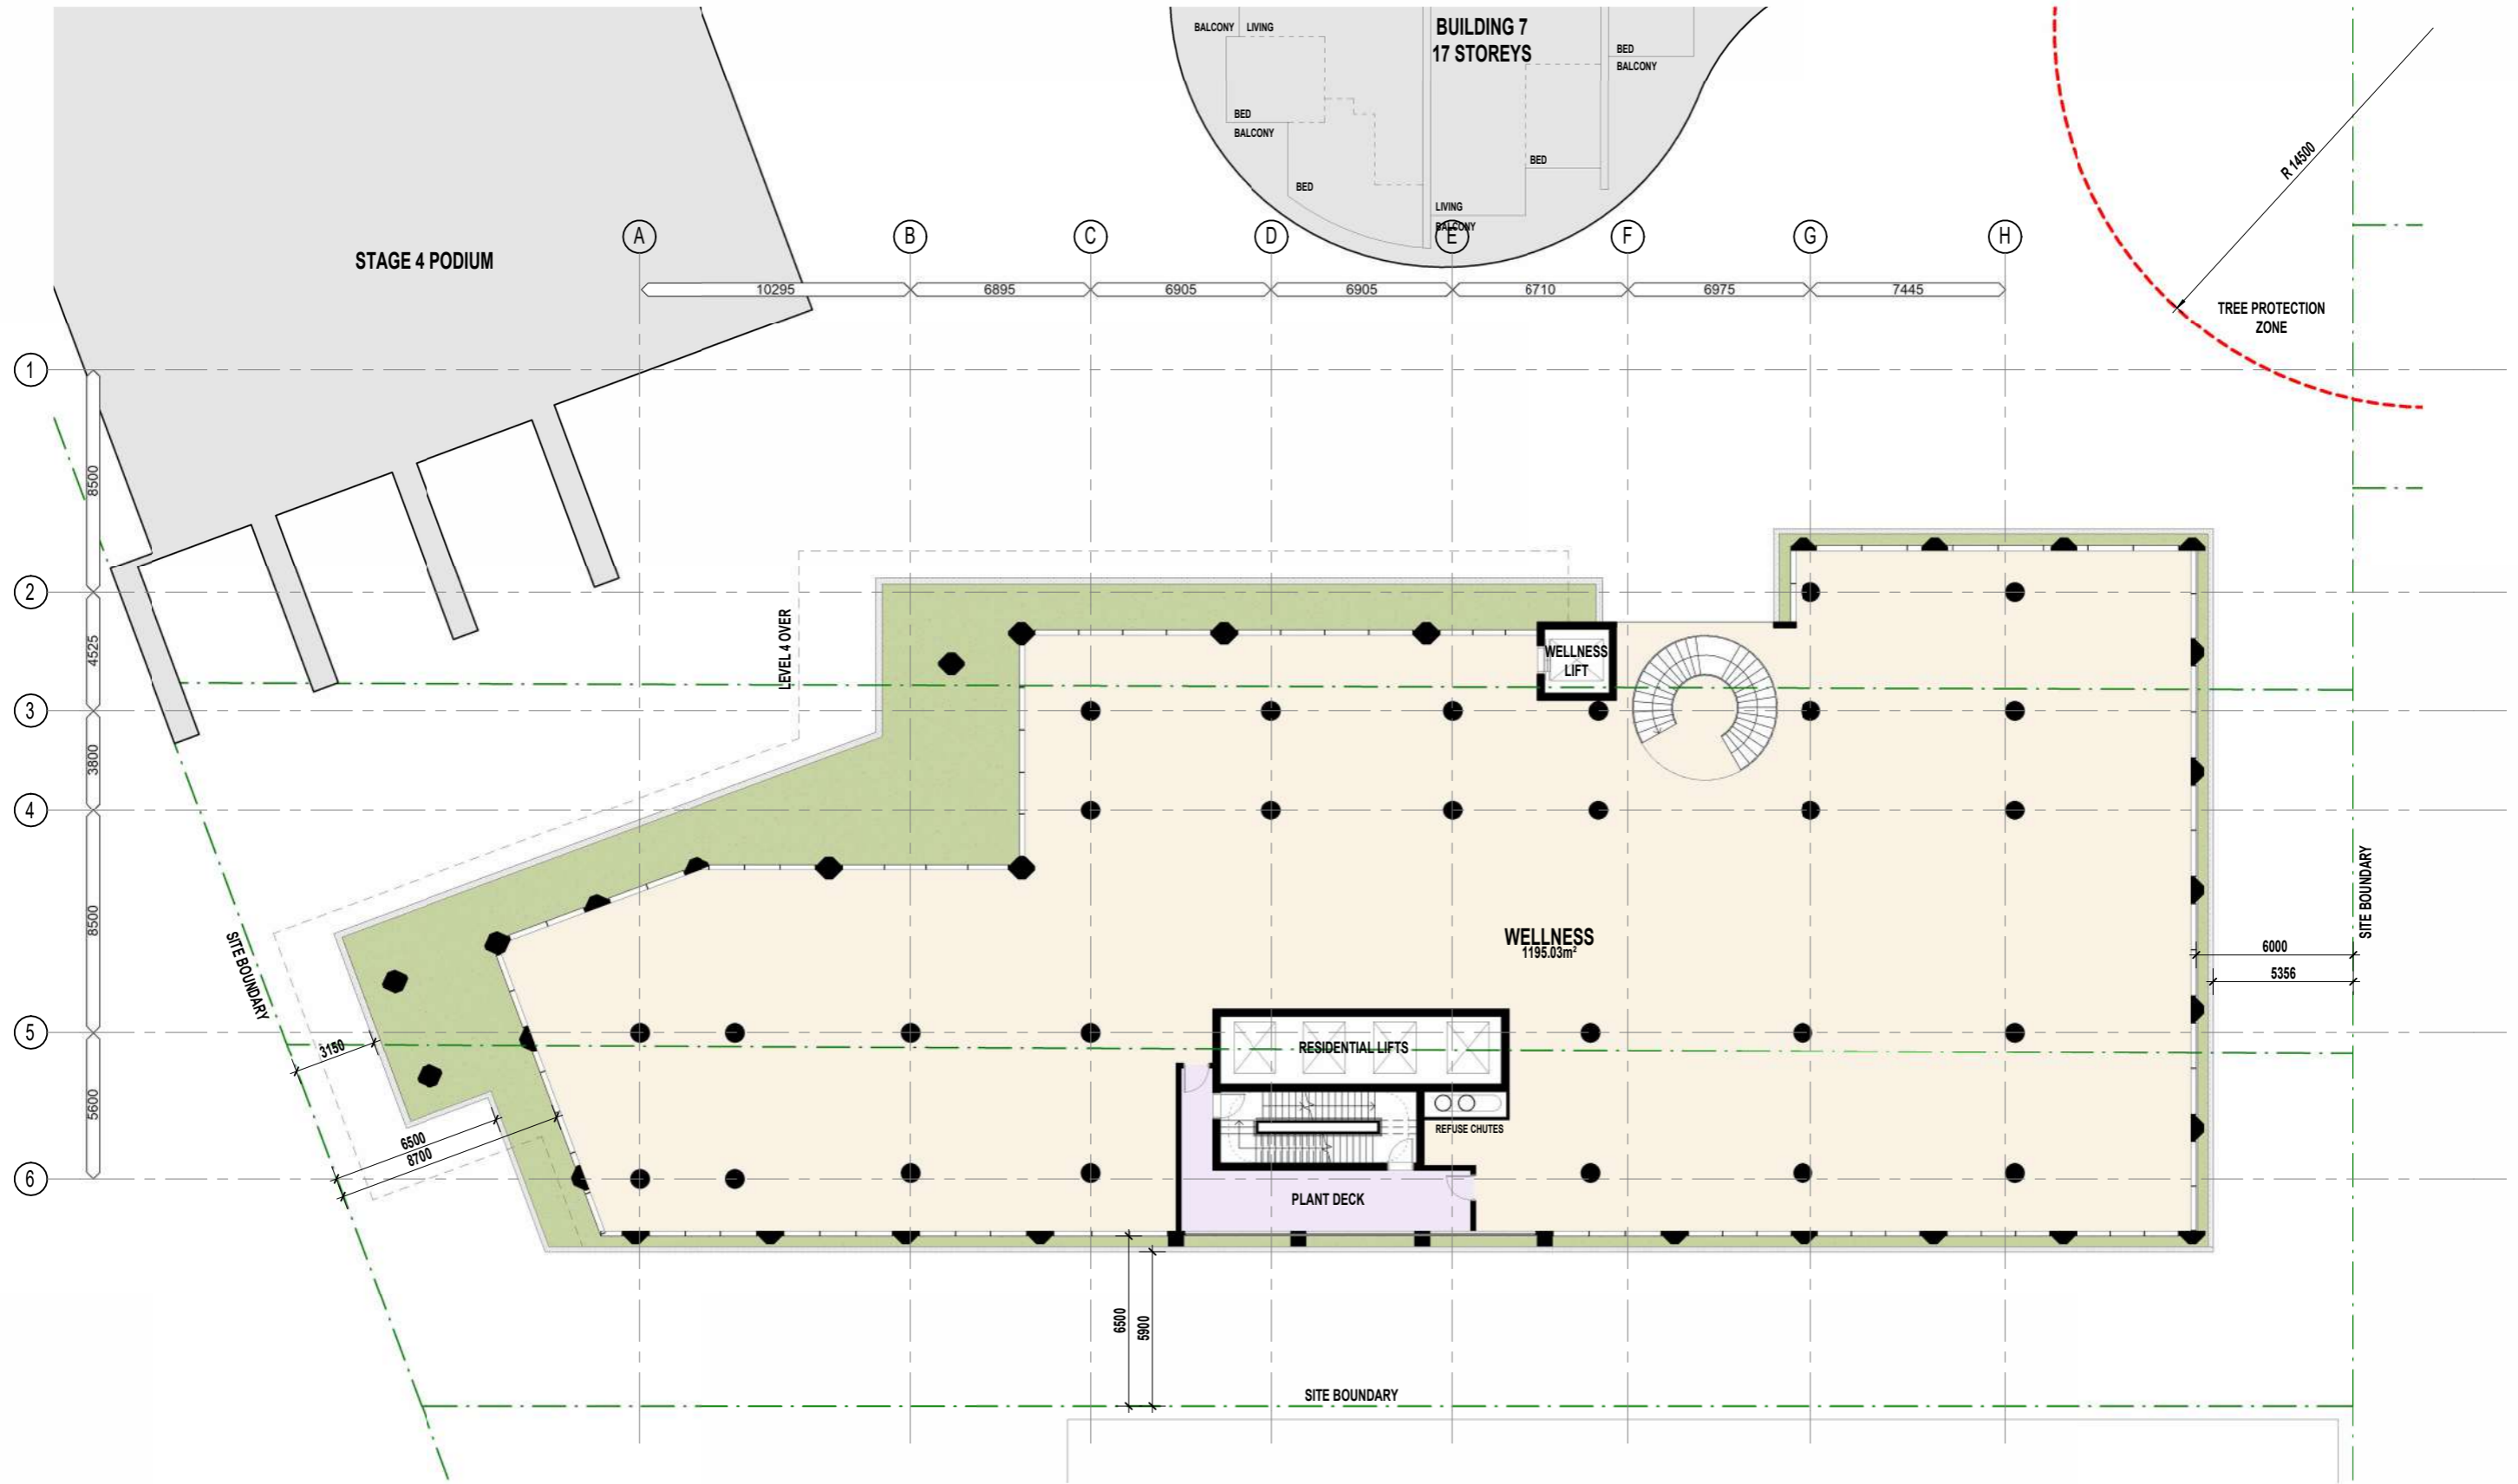 BALCONY LIVING
BUILDING 7
17 STOREYS
BED
BALCONY
BED
BALCONY
BED
BED
LIVING
BALCONY
R 14500
STAGE 4 PODIUM
A B C D E F G H
10295 6895 6905 6905 6710 6975 7445
TREE PROTECTION
ZONE
1
8500
2
4525
3
3800
4
8500
5
5600
6
LEVEL 4 OVER
WELLNESS
LIFT
WELLNESS
1195.03m²
SITE BOUNDARY
6000
5356
SITE BOUNDARY
3150
RESIDENTIAL LIFTS
REFUSE CHUTES
6500
8700
PLANT DECK
6500
5900
SITE BOUNDARY